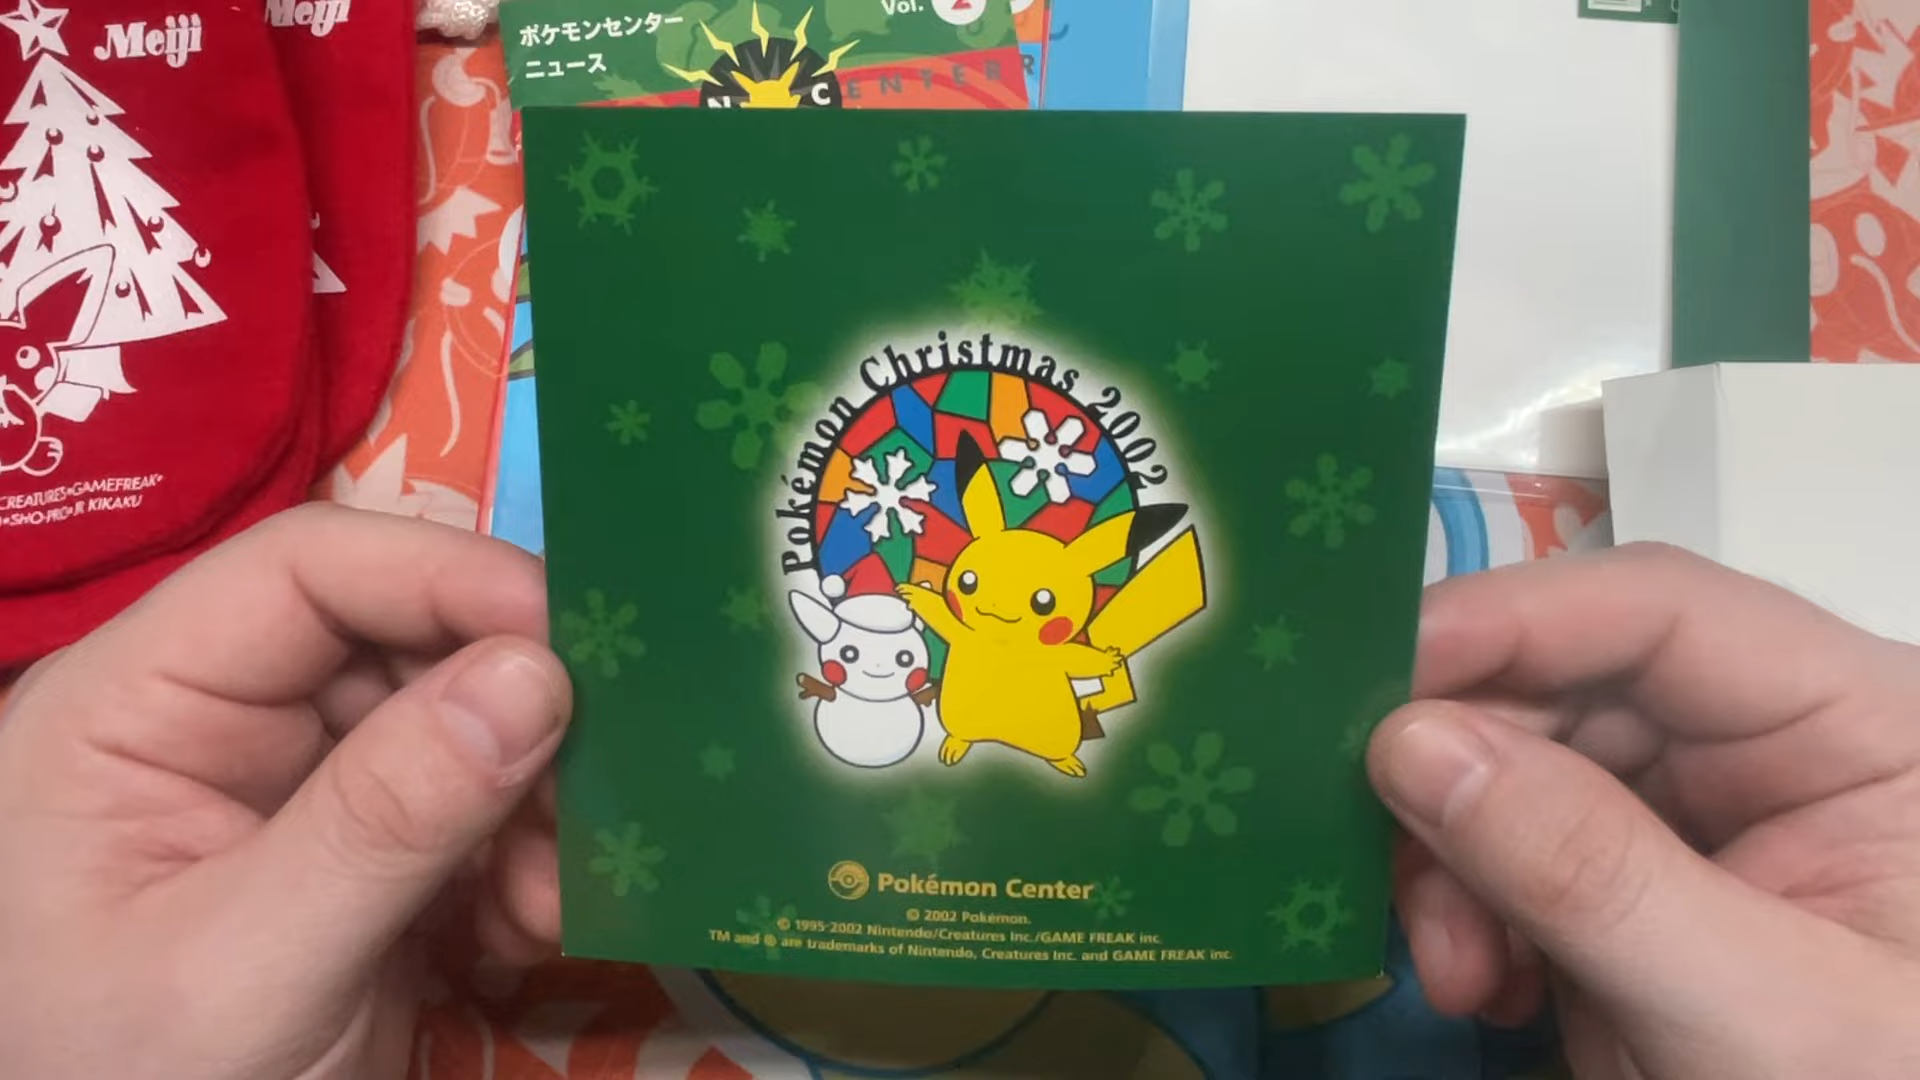 Meiji
Meiji
ポケモンセンター
ニュース
Vol. 2
N C
CENTER
CREATURES•GAMEFREAK•
•SHO-PRO•JR KIKAKU
Pokémon Christmas 2002
Pokémon Center
© 2002 Pokémon.
© 1995-2002 Nintendo/Creatures Inc./GAME FREAK inc.
TM and ® are trademarks of Nintendo, Creatures Inc. and GAME FREAK inc.